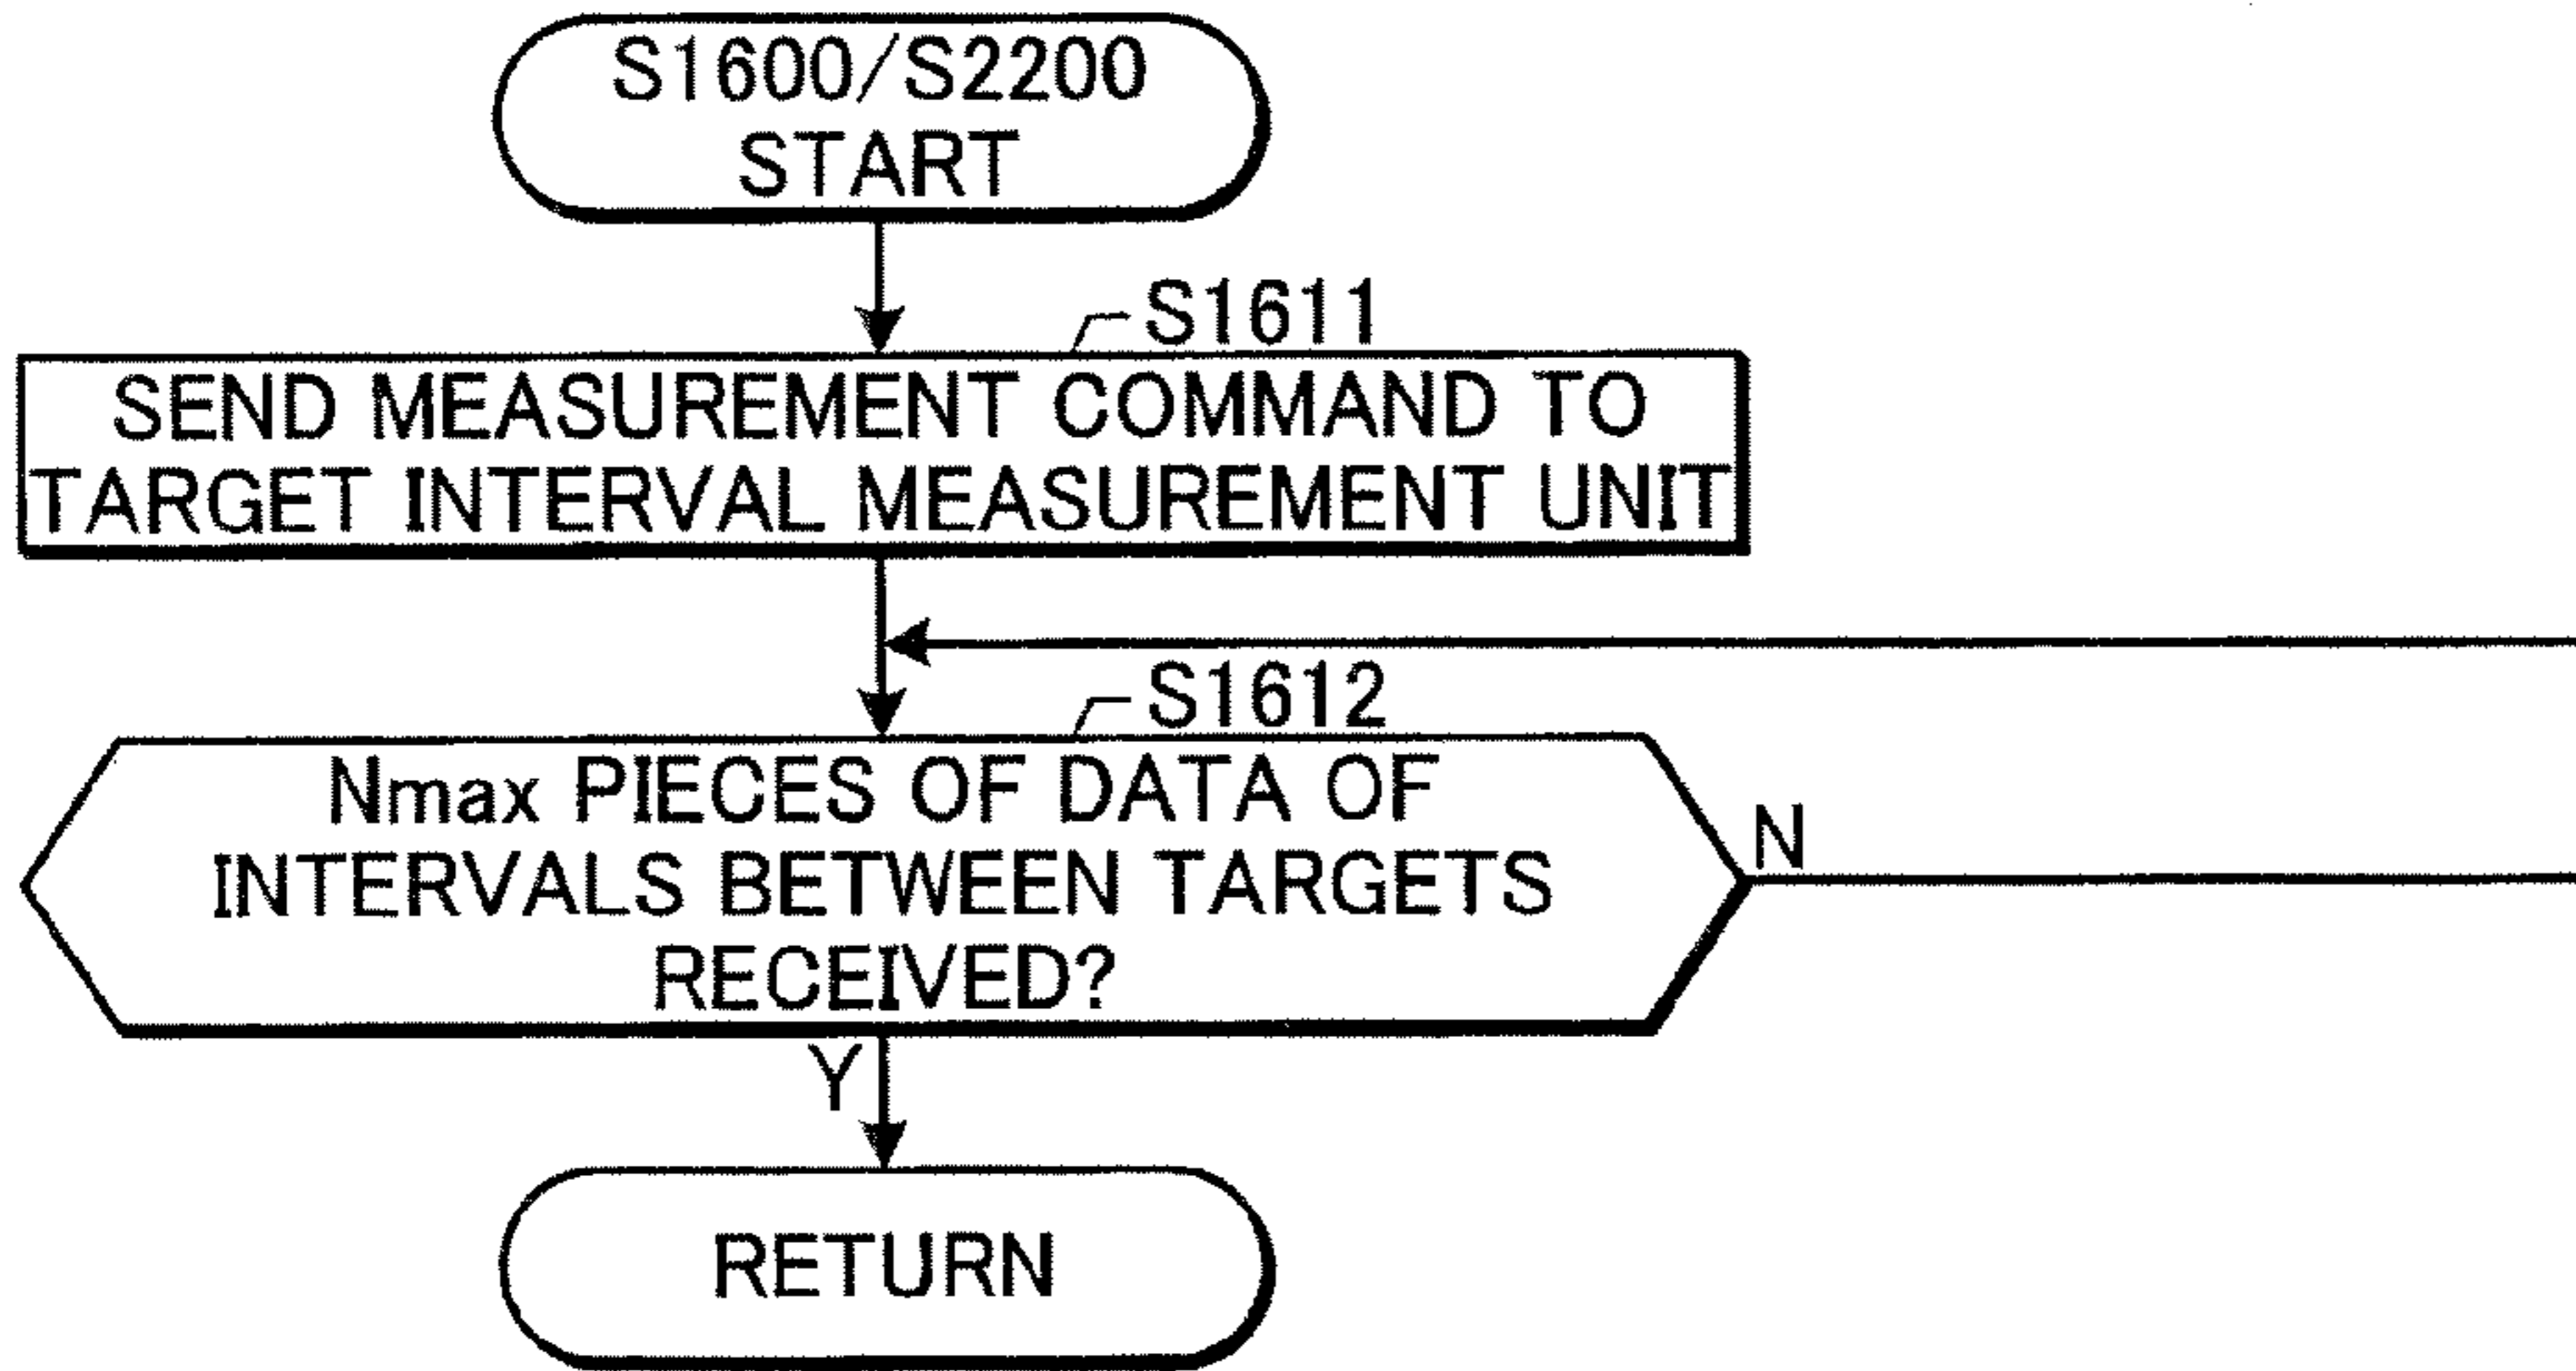 S1600/S2200
START
S1611
SEND MEASUREMENT COMMAND TO
TARGET INTERVAL MEASUREMENT UNIT
S1612
Nmax PIECES OF DATA OF
INTERVALS BETWEEN TARGETS
RECEIVED?
N
Y
RETURN